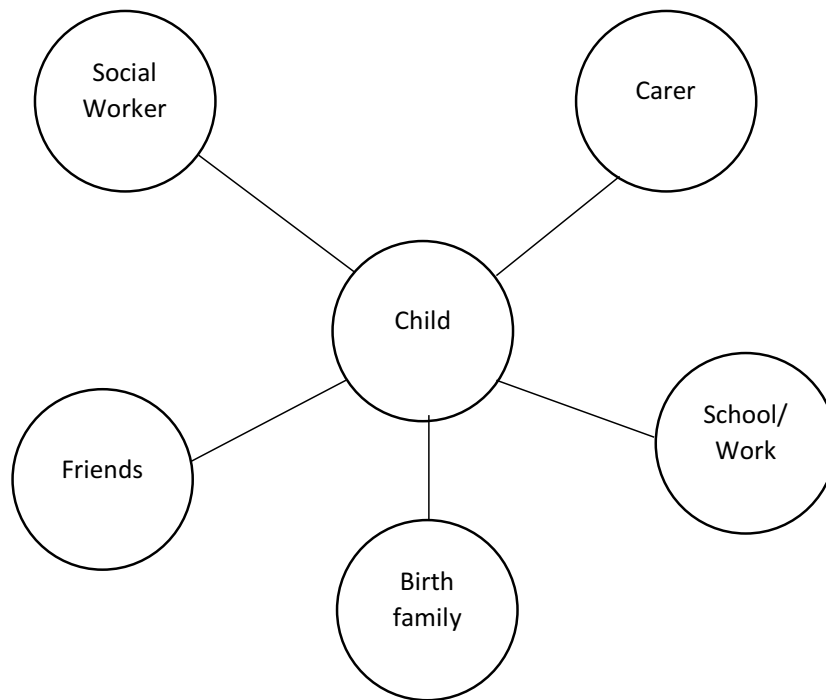 Social
Worker
Carer
Child
School/
Work
Friends
Birth
family